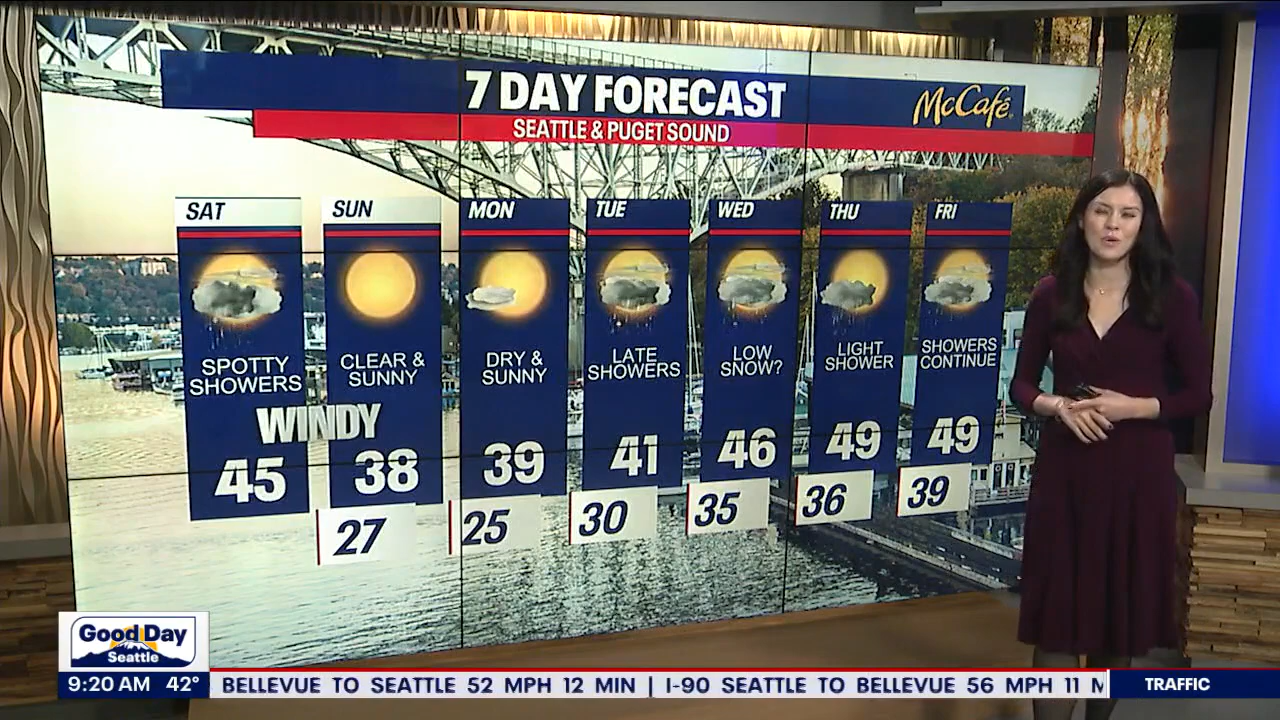 7 DAY FORECAST
McCafé
SEATTLE & PUGET SOUND
SAT
SPOTTY
SHOWERS
45
SUN
CLEAR &
SUNNY
38
27
WINDY
MON
DRY &
SUNNY
39
25
TUE
LATE
SHOWERS
41
30
WED
LOW
SNOW?
46
35
THU
LIGHT
SHOWER
49
36
FRI
SHOWERS
CONTINUE
49
39
Good Day
Seattle
9:20 AM 42°
BELLEVUE TO SEATTLE 52 MPH 12 MIN | I-90 SEATTLE TO BELLEVUE 56 MPH 11 M
TRAFFIC